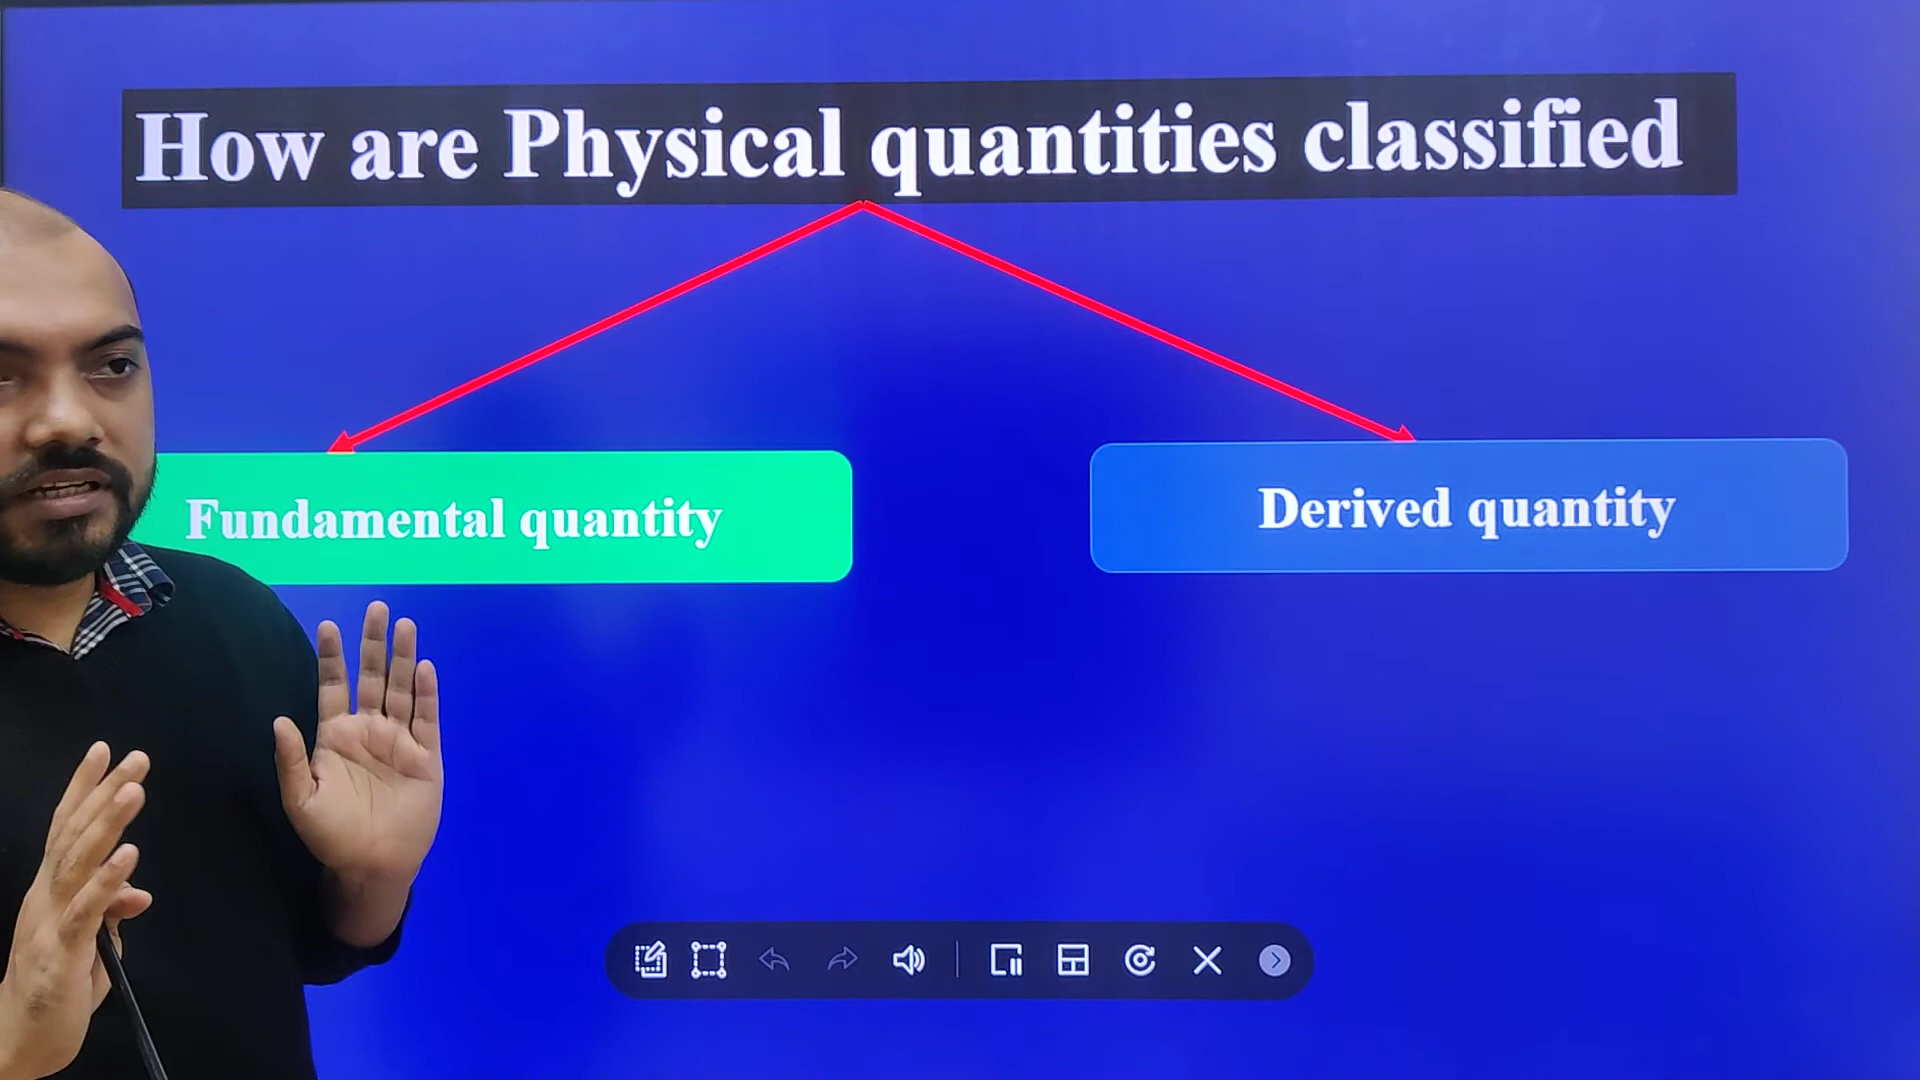 How are Physical quantities classified
Fundamental quantity
Derived quantity